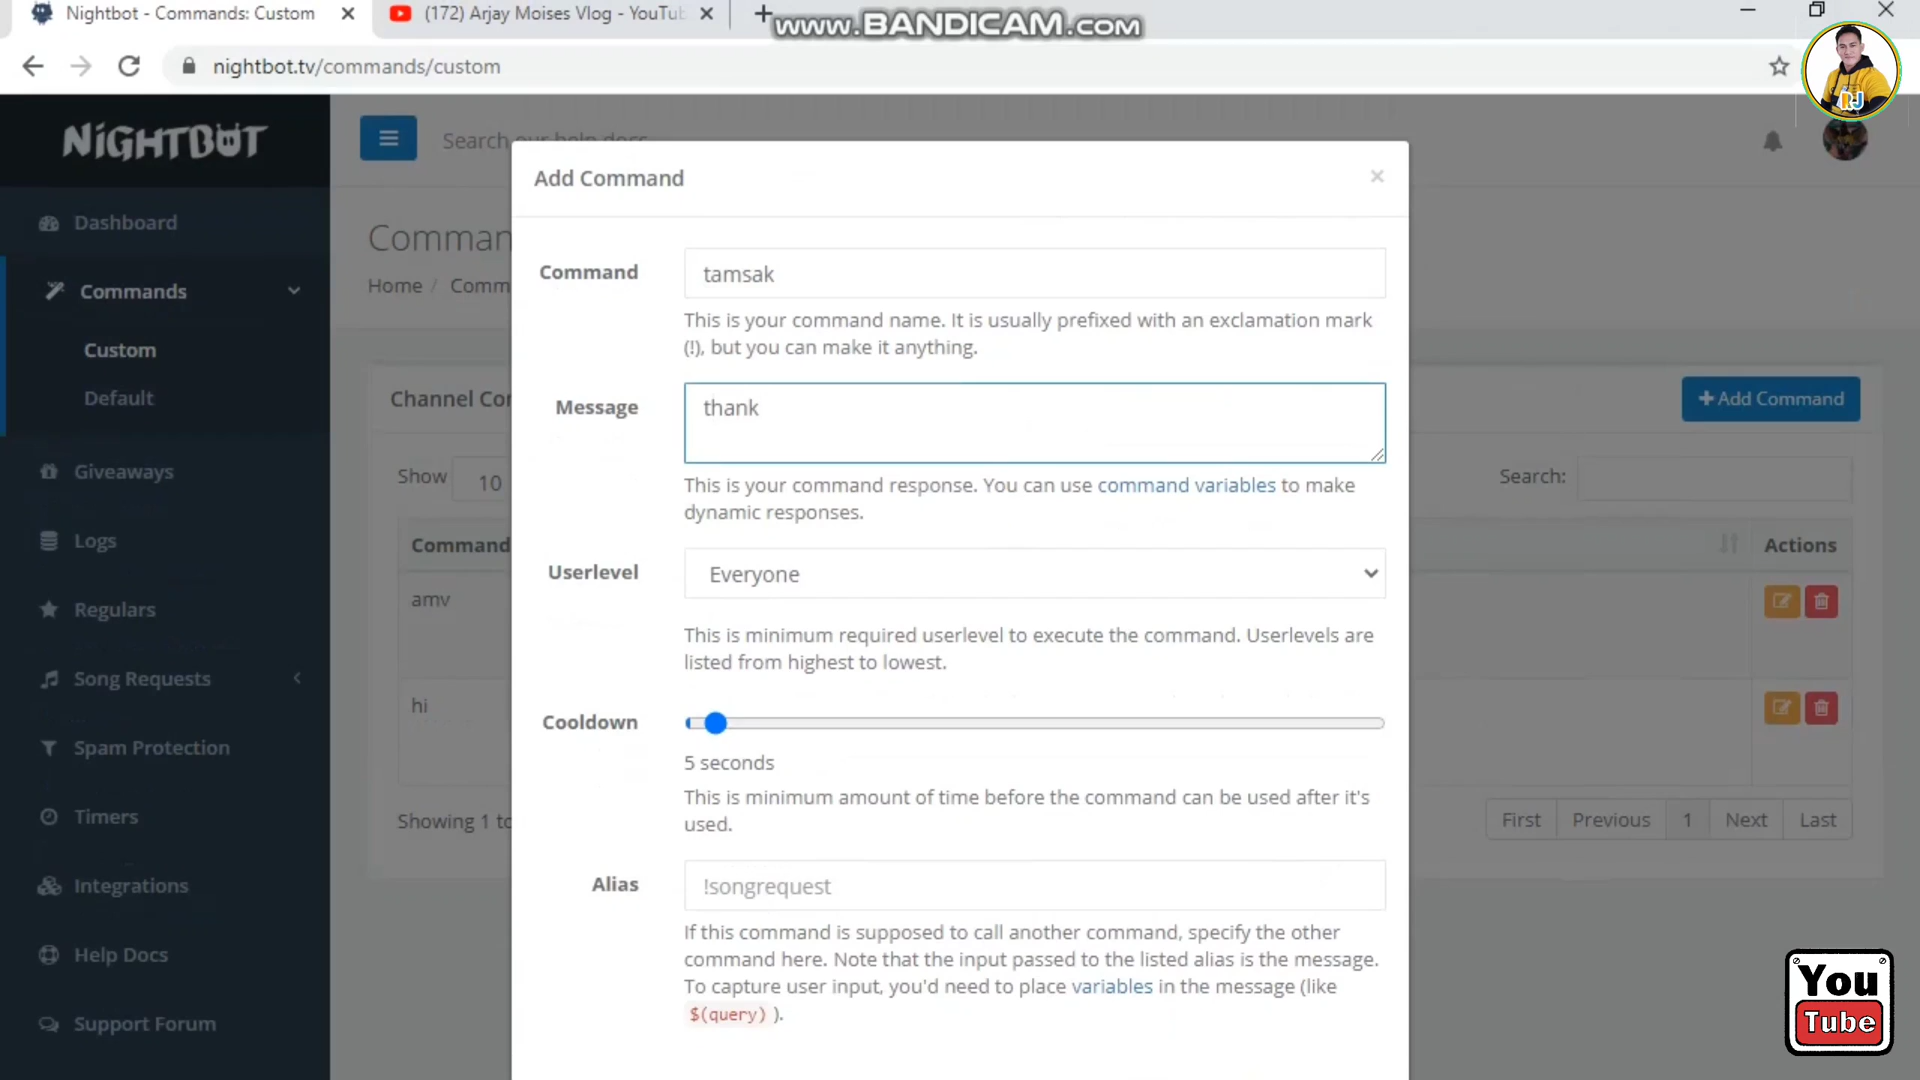 Nightbot - Commands: Custom
(172) Arjay Moises Vlog - YouTub
www.BANDICAM.com
nightbot.tv/commands/custom
RJ
NiGHTBOT
Search our help docs
Add Command
×
Dashboard
Command
tamsak
This is your command name. It is usually prefixed with an exclamation mark
(!), but you can make it anything.
Comman
Home / Comm
Commands
Custom
Default
Message
thank
Channel Cor
+ Add Command
This is your command response. You can use command variables to make
dynamic responses.
Giveaways
Show 10
Search:
Logs
Command
Actions
Userlevel
Everyone
amv
Regulars
This is minimum required userlevel to execute the command. Userlevels are
listed from highest to lowest.
Song Requests
hi
Cooldown
5 seconds
This is minimum amount of time before the command can be used after it's
used.
Spam Protection
Timers
Showing 1 to
First Previous 1 Next Last
Integrations
Alias
!songrequest
If this command is supposed to call another command, specify the other
command here. Note that the input passed to the listed alias is the message.
To capture user input, you'd need to place variables in the message (like
$(query) ).
Help Docs
Support Forum
You
Tube